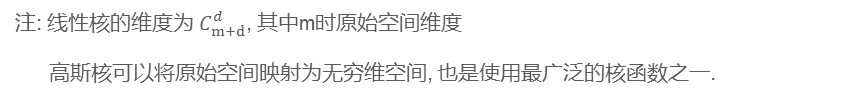 注: 线性核的维度为 $C_{m+d}^{d}$, 其中m时原始空间维度
高斯核可以将原始空间映射为无穷维空间, 也是使用最广泛的核函数之一.